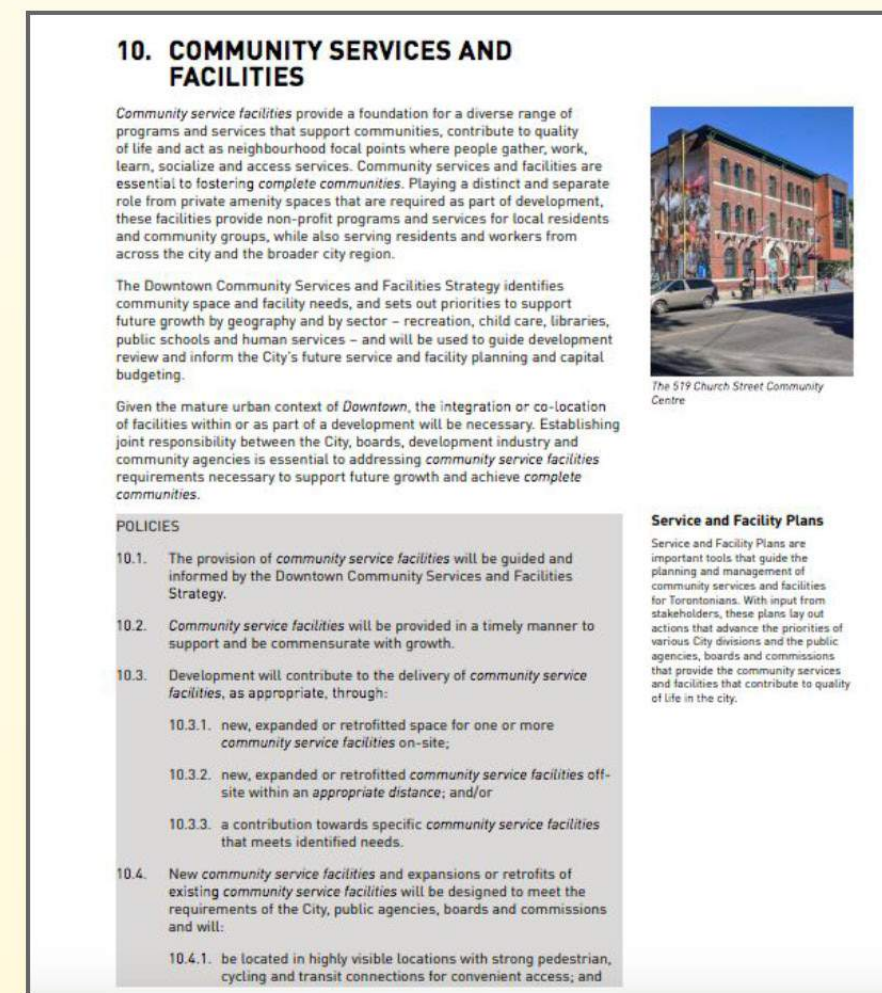 10. COMMUNITY SERVICES AND
FACILITIES
Community service facilities provide a foundation for a diverse range of
programs and services that support communities, contribute to quality
of life and act as neighbourhood focal points where people gather, work,
learn, socialize and access services. Community services and facilities are
essential to fostering complete communities. Playing a distinct and separate
role from private amenity spaces that are required as part of development,
these facilities provide non-profit programs and services for local residents
and community groups, while also serving residents and workers from
across the city and the broader city region.
The Downtown Community Services and Facilities Strategy identifies
community space and facility needs, and sets out priorities to support
future growth by geography and by sector – recreation, child care, libraries,
public schools and human services – and will be used to guide development
review and inform the City's future service and facility planning and capital
budgeting.
Given the mature urban context of Downtown, the integration or co-location
of facilities within or as part of a development will be necessary. Establishing
joint responsibility between the City, boards, development industry and
community agencies is essential to addressing community service facilities
requirements necessary to support future growth and achieve complete
communities.
The 519 Church Street Community
Centre
POLICIES
10.1. The provision of community service facilities will be guided and
informed by the Downtown Community Services and Facilities
Strategy.
10.2. Community service facilities will be provided in a timely manner to
support and be commensurate with growth.
10.3. Development will contribute to the delivery of community service
facilities, as appropriate, through:
10.3.1. new, expanded or retrofitted space for one or more
community service facilities on-site;
10.3.2. new, expanded or retrofitted community service facilities off-
site within an appropriate distance; and/or
10.3.3. a contribution towards specific community service facilities
that meets identified needs.
10.4. New community service facilities and expansions or retrofits of
existing community service facilities will be designed to meet the
requirements of the City, public agencies, boards and commissions
and will:
10.4.1. be located in highly visible locations with strong pedestrian,
cycling and transit connections for convenient access; and
Service and Facility Plans
Service and Facility Plans are
important tools that guide the
planning and management of
community services and facilities
for Torontonians. With input from
stakeholders, these plans lay out
actions that advance the priorities of
various City divisions and the public
agencies, boards and commissions
that provide the community services
and facilities that contribute to quality
of life in the city.